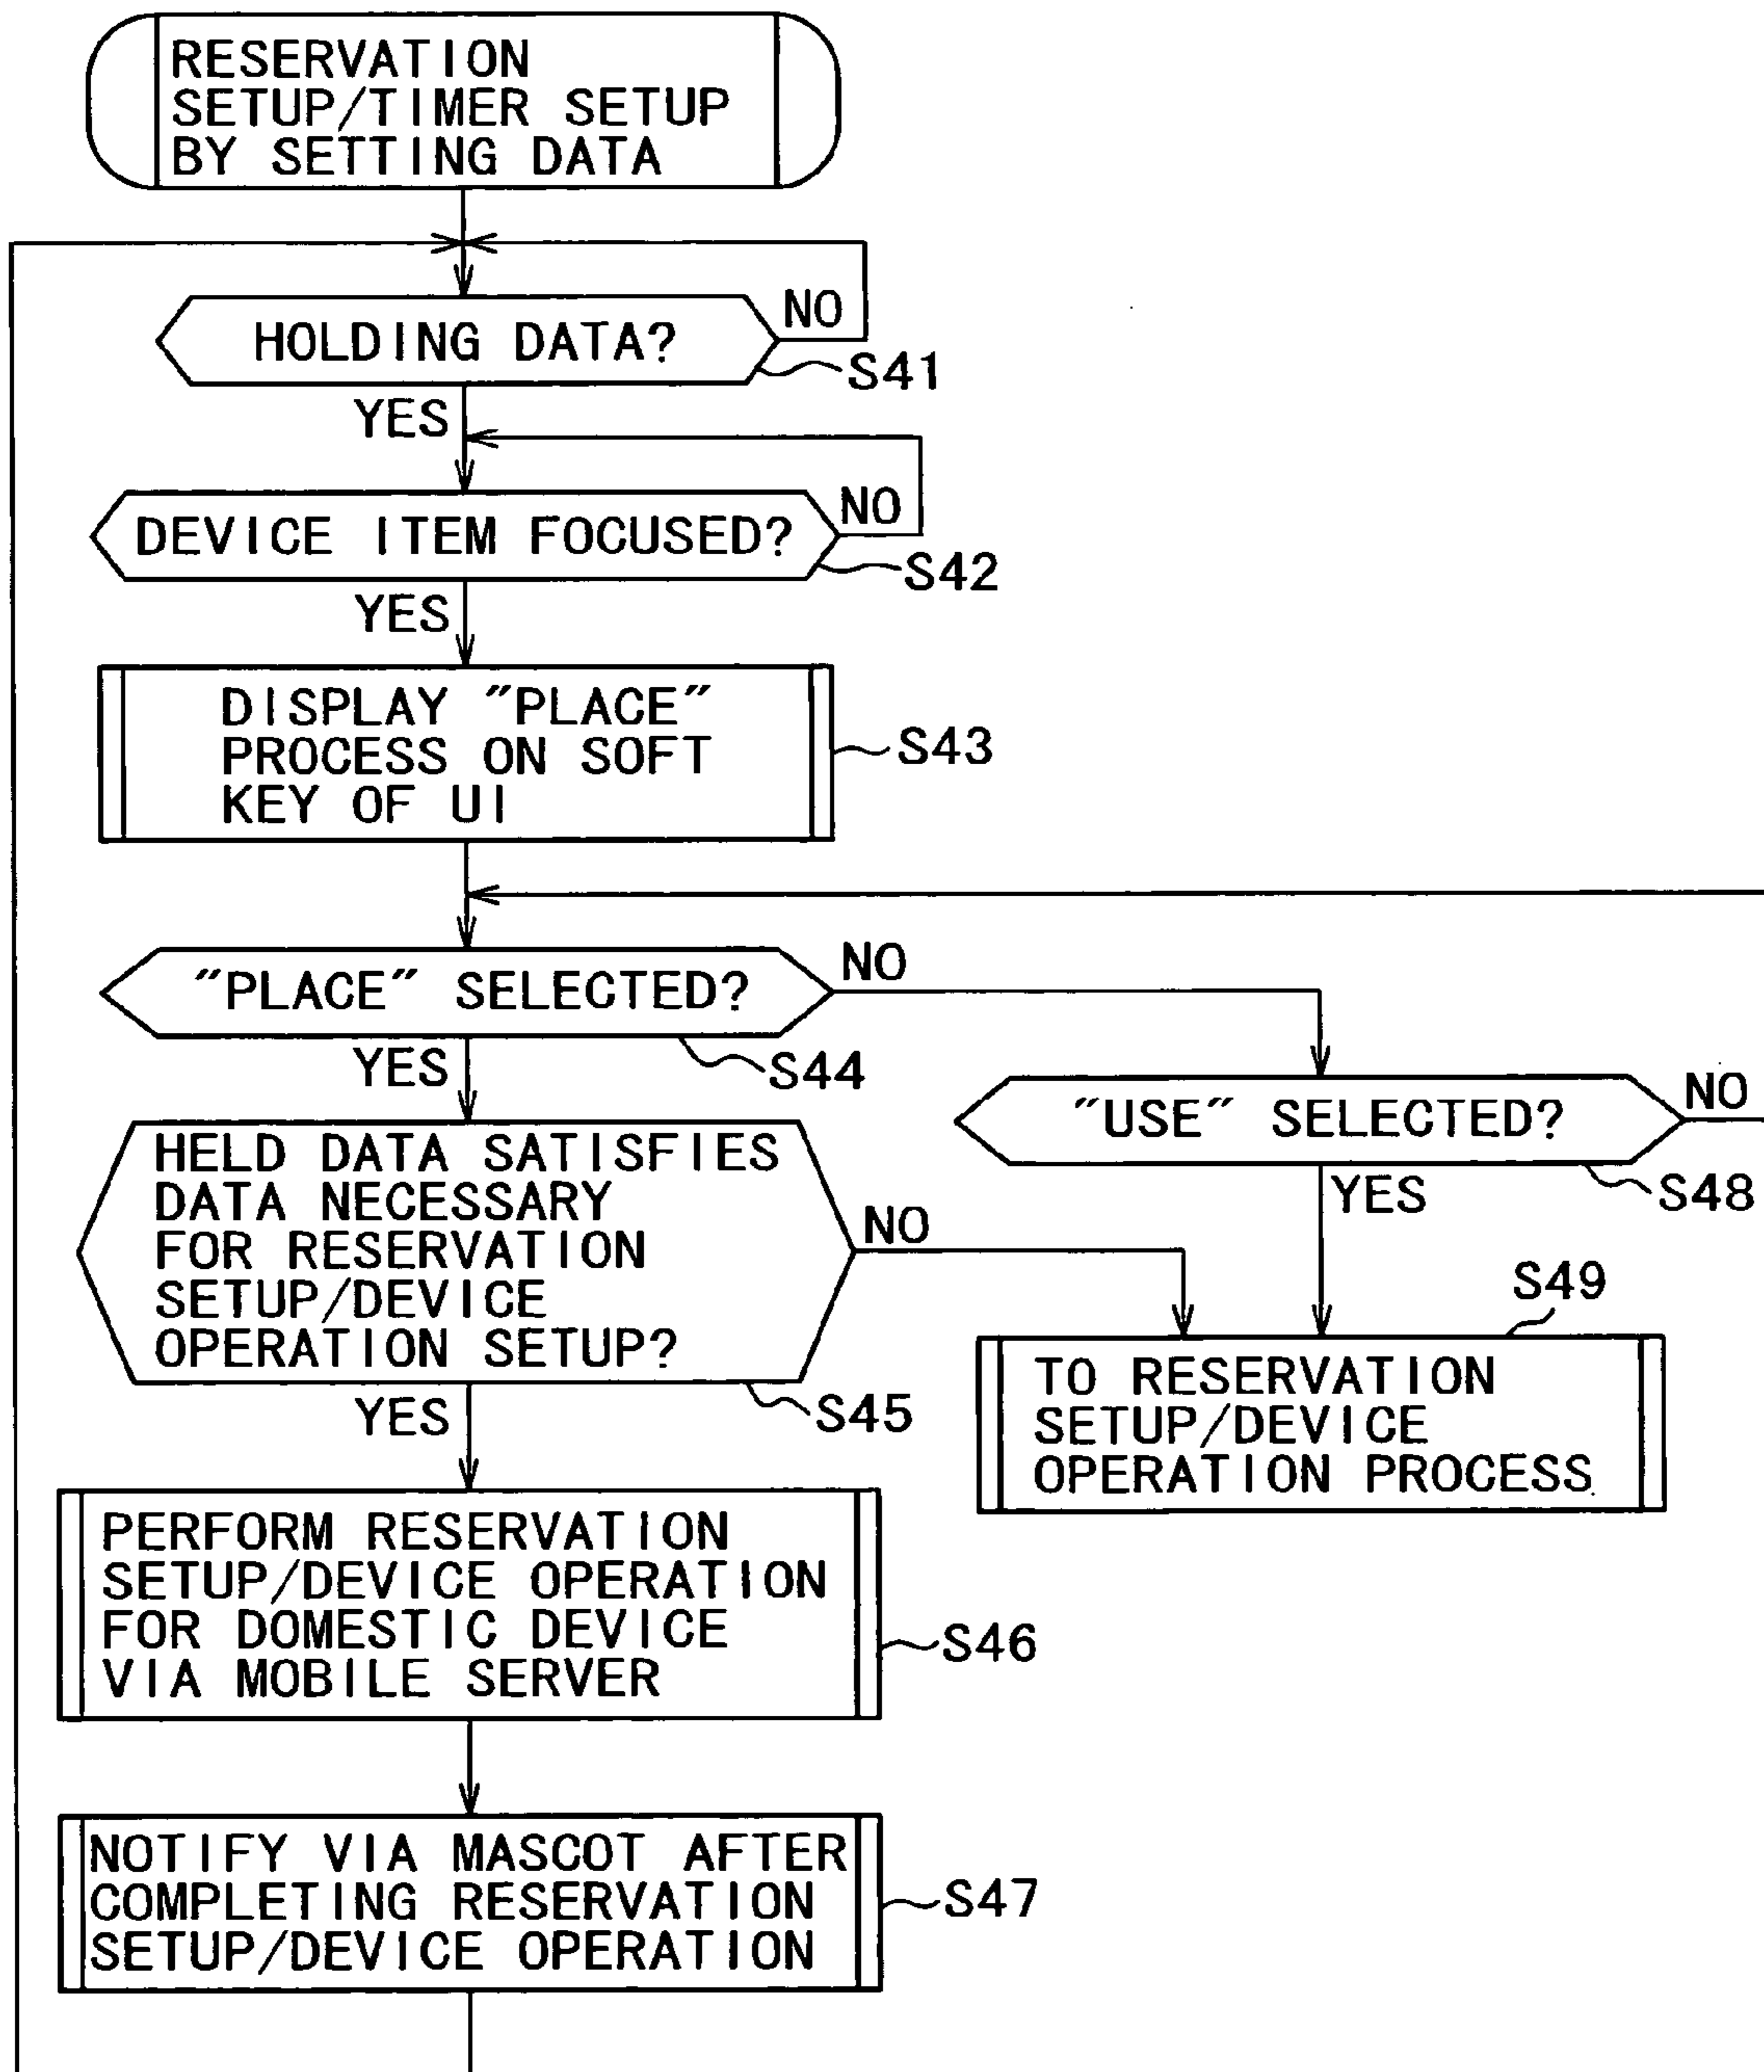 RESERVATION
SETUP/TIMER SETUP
BY SETTING DATA
HOLDING DATA?
NO
S41
YES
DEVICE ITEM FOCUSED?
NO
S42
YES
DISPLAY "PLACE"
PROCESS ON SOFT
KEY OF UI
S43
"PLACE" SELECTED?
NO
S44
YES
"USE" SELECTED?
NO
S48
YES
HELD DATA SATISFIES
DATA NECESSARY
FOR RESERVATION
SETUP/DEVICE
OPERATION SETUP?
NO
S45
YES
S49
TO RESERVATION
SETUP/DEVICE
OPERATION PROCESS
PERFORM RESERVATION
SETUP/DEVICE OPERATION
FOR DOMESTIC DEVICE
VIA MOBILE SERVER
S46
NOTIFY VIA MASCOT AFTER
COMPLETING RESERVATION
SETUP/DEVICE OPERATION
S47